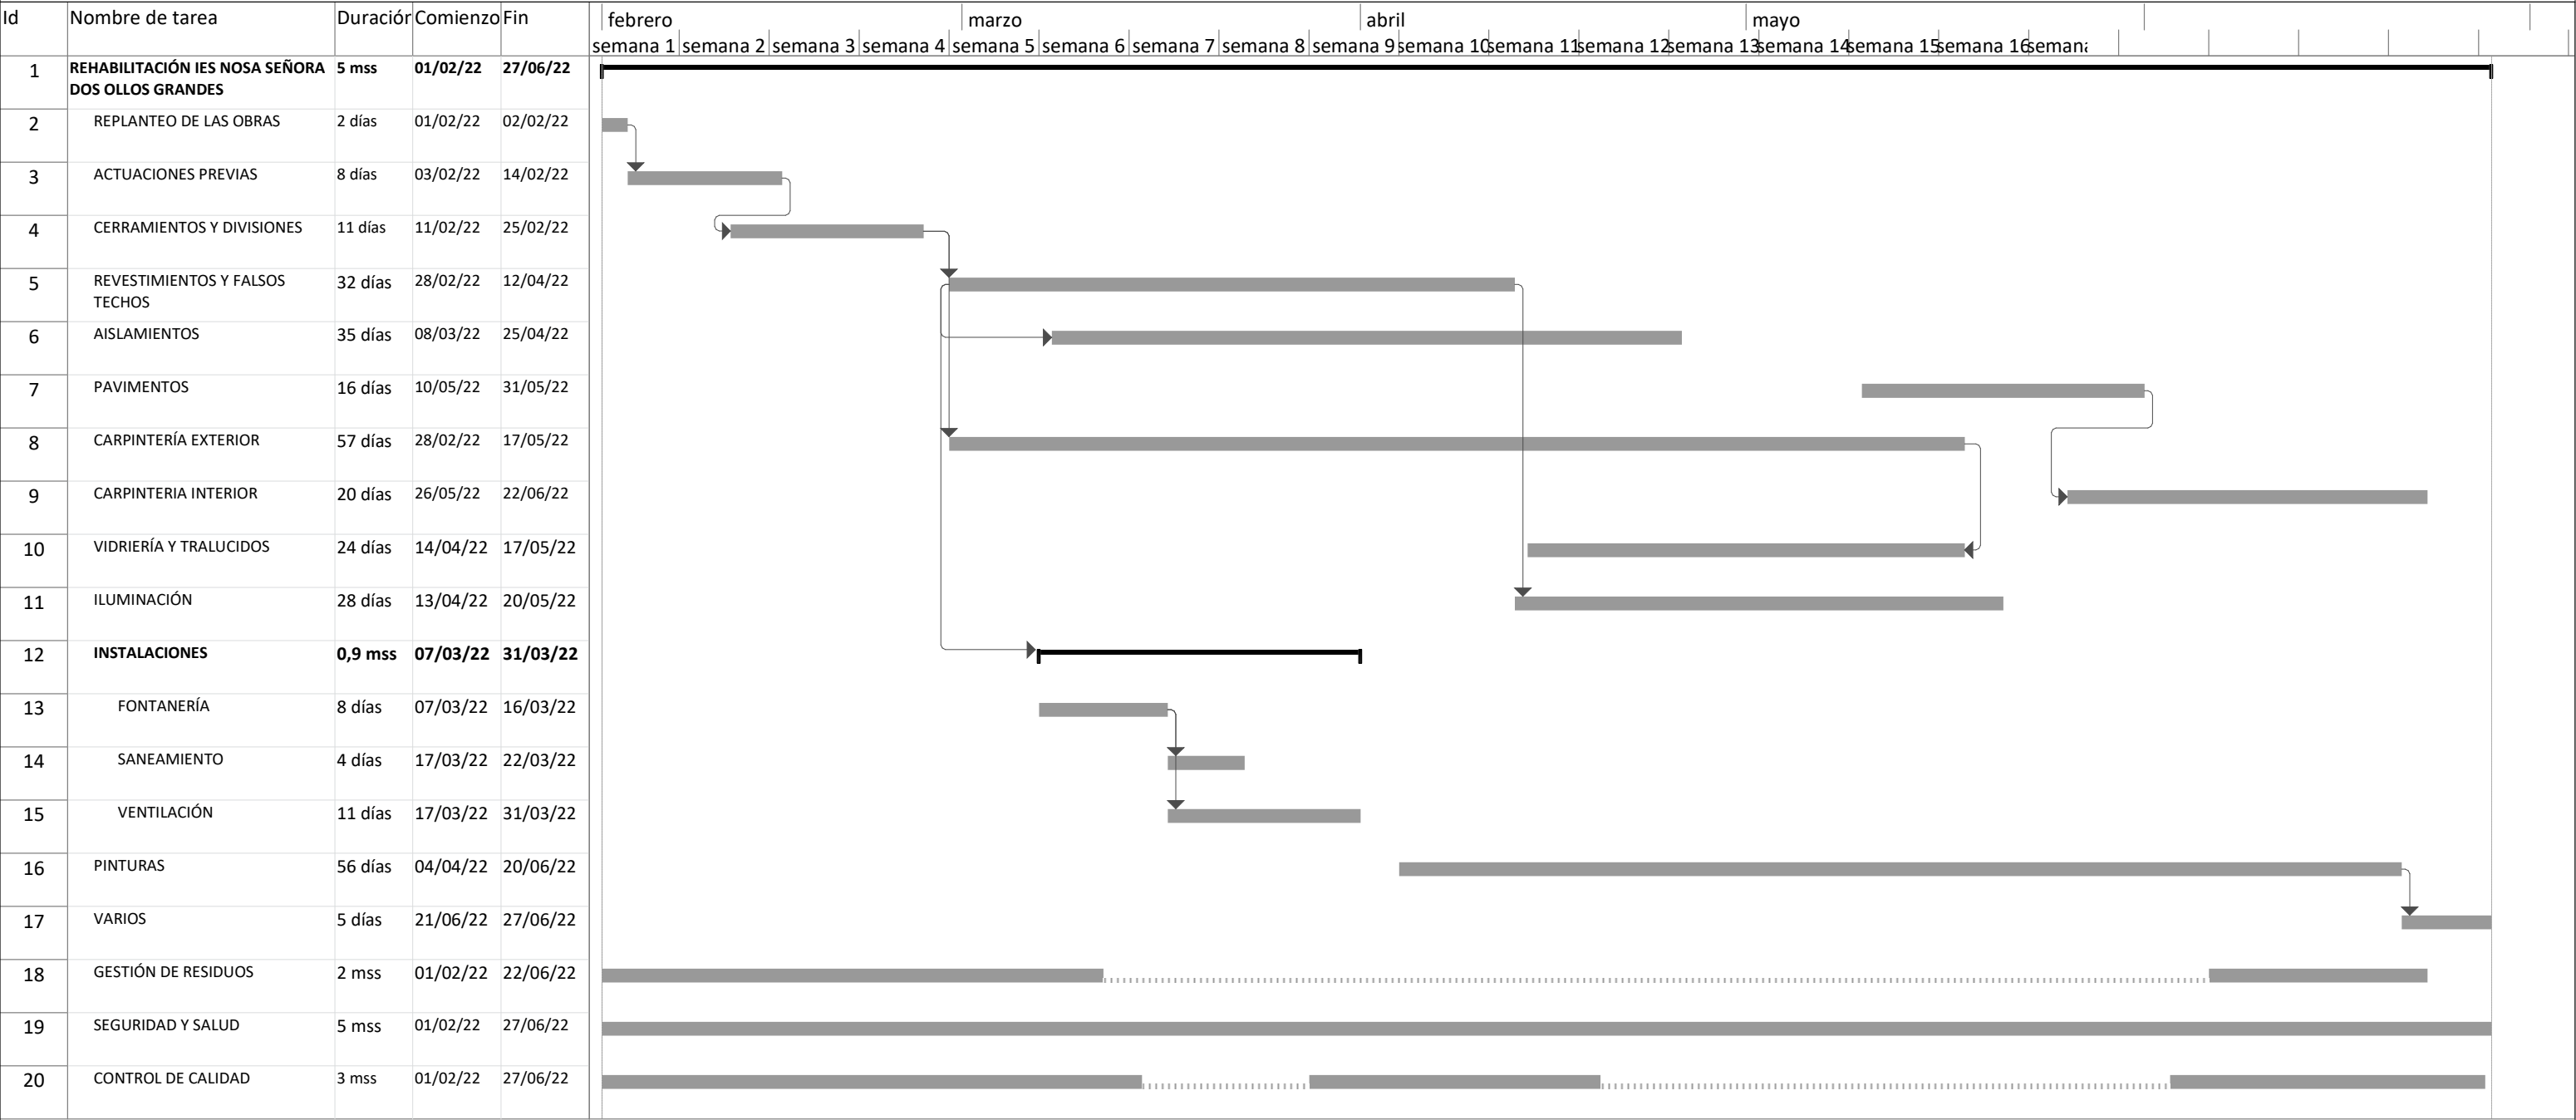 Id Nombre de tarea Duración Comienzo Fin febrero marzo abril mayo
semana 1 semana 2 semana 3 semana 4 semana 5 semana 6 semana 7 semana 8 semana 9 semana 10 semana 11 semana 12 semana 13 semana 14 semana 15 semana 16 semana
1 REHABILITACIÓN IES NOSA SEÑORA 5 mss 01/02/22 27/06/22
DOS OLLOS GRANDES
2 REPLANTEO DE LAS OBRAS 2 días 01/02/22 02/02/22
3 ACTUACIONES PREVIAS 8 días 03/02/22 14/02/22
4 CERRAMIENTOS Y DIVISIONES 11 días 11/02/22 25/02/22
5 REVESTIMIENTOS Y FALSOS 32 días 28/02/22 12/04/22
TECHOS
6 AISLAMIENTOS 35 días 08/03/22 25/04/22
7 PAVIMENTOS 16 días 10/05/22 31/05/22
8 CARPINTERÍA EXTERIOR 57 días 28/02/22 17/05/22
9 CARPINTERIA INTERIOR 20 días 26/05/22 22/06/22
10 VIDRIERÍA Y TRALUCIDOS 24 días 14/04/22 17/05/22
11 ILUMINACIÓN 28 días 13/04/22 20/05/22
12 INSTALACIONES 0,9 mss 07/03/22 31/03/22
13 FONTANERÍA 8 días 07/03/22 16/03/22
14 SANEAMIENTO 4 días 17/03/22 22/03/22
15 VENTILACIÓN 11 días 17/03/22 31/03/22
16 PINTURAS 56 días 04/04/22 20/06/22
17 VARIOS 5 días 21/06/22 27/06/22
18 GESTIÓN DE RESIDUOS 2 mss 01/02/22 22/06/22
19 SEGURIDAD Y SALUD 5 mss 01/02/22 27/06/22
20 CONTROL DE CALIDAD 3 mss 01/02/22 27/06/22